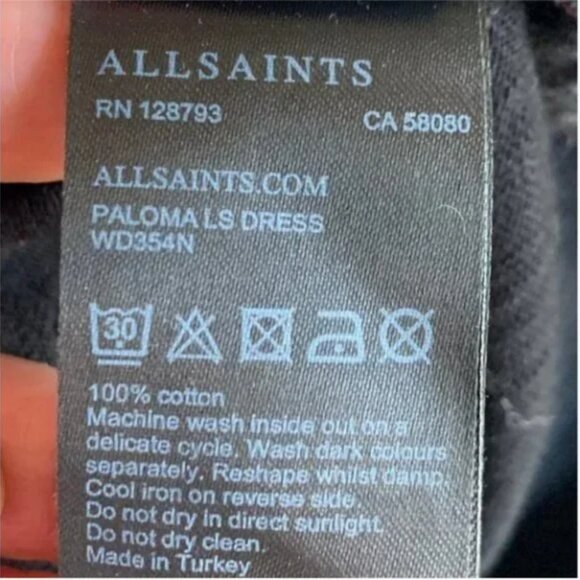 ALLSAINTS
RN 128793 CA 58080
ALLSAINTS.COM
PALOMA LS DRESS
WD354N
30
100% cotton
Machine wash inside out on a
delicate cycle. Wash dark colours
separately. Reshape whilst damp.
Cool iron on reverse side.
Do not dry in direct sunlight.
Do not dry clean.
Made in Turkey